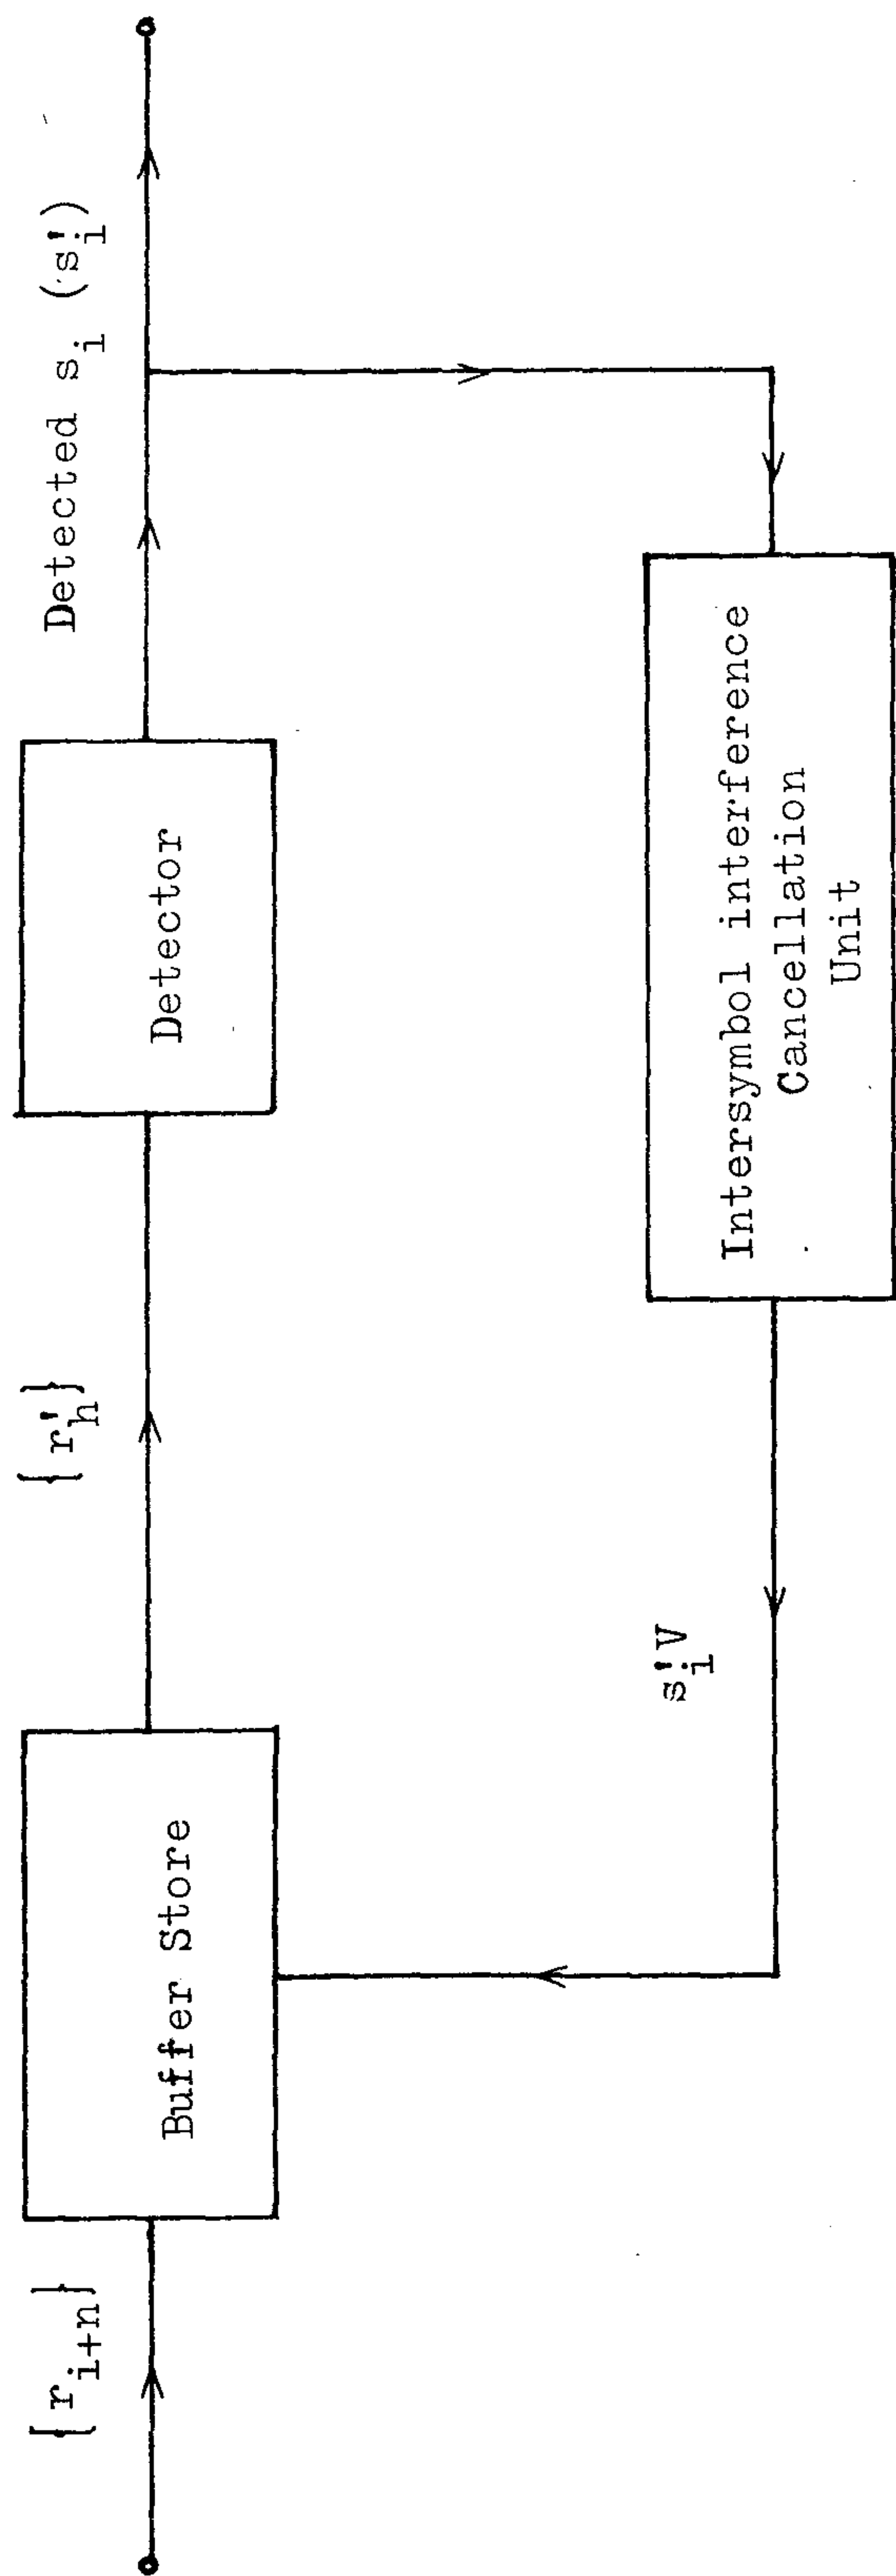 {r_{i+n}}
Buffer Store
{r'_h}
Detector
Detected s_i (s'_i)
s'_iV
Intersymbol interference
Cancellation
Unit